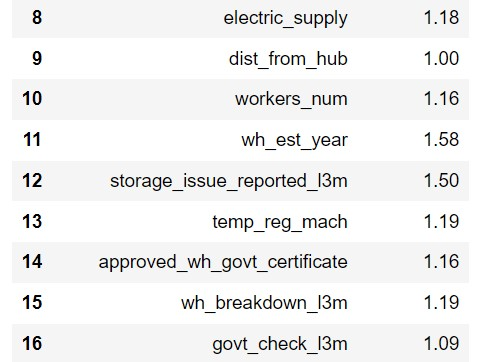 8 electric_supply 1.18
9 dist_from_hub 1.00
10 workers_num 1.16
11 wh_est_year 1.58
12 storage_issue_reported_l3m 1.50
13 temp_reg_mach 1.19
14 approved_wh_govt_certificate 1.16
15 wh_breakdown_l3m 1.19
16 govt_check_l3m 1.09